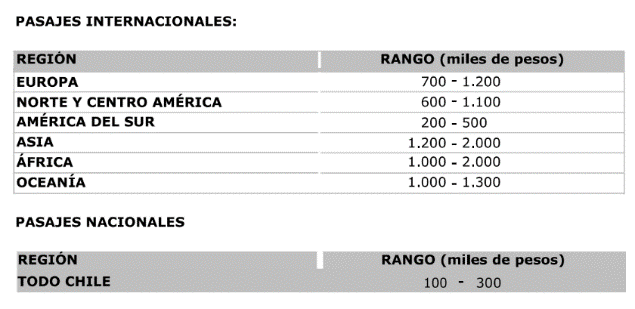 PASAJES INTERNACIONALES:
REGIÓN RANGO (miles de pesos)
EUROPA 700 - 1.200
NORTE Y CENTRO AMÉRICA 600 - 1.100
AMÉRICA DEL SUR 200 - 500
ASIA 1.200 - 2.000
ÁFRICA 1.000 - 2.000
OCEANÍA 1.000 - 1.300
PASAJES NACIONALES
REGIÓN RANGO (miles de pesos)
TODO CHILE 100 - 300